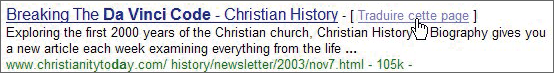 Breaking The Da Vinci Code - Christian History - [ Traduire cette page ]
Exploring the first 2000 years of the Christian church, Christian History Biography gives you
a new article each week examining everything from the life ...
www.christianitytoday.com/ history/newsletter/2003/nov7.html - 105k -